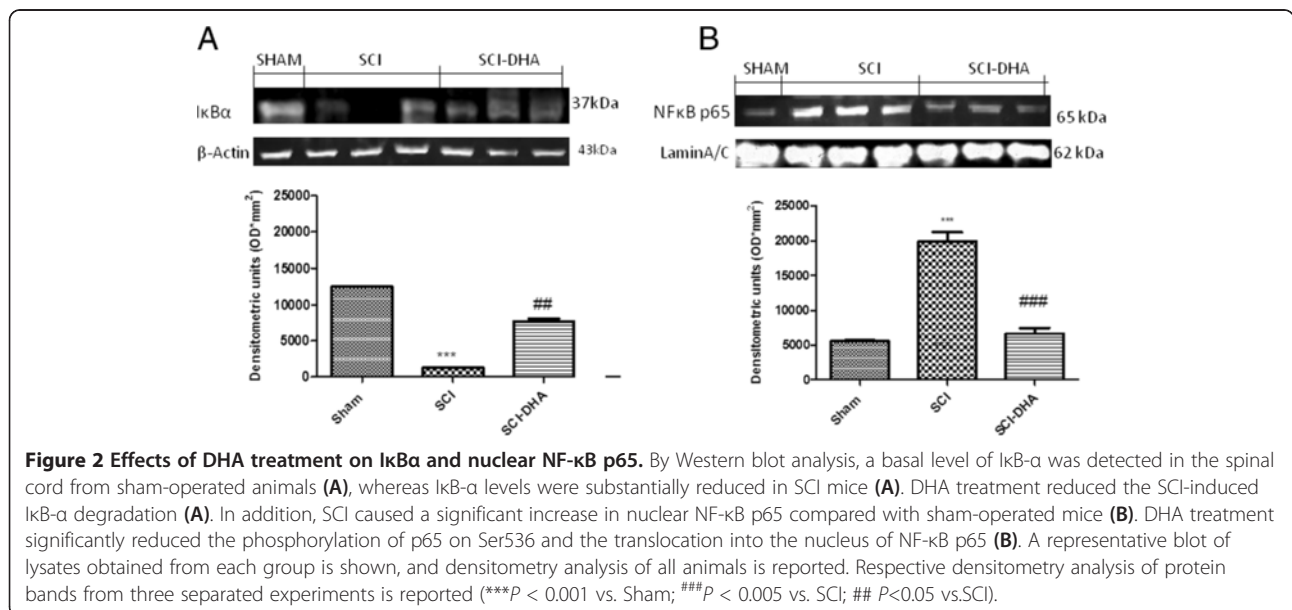 A
SHAM SCI SCI-DHA
IκBα 37kDa
β-Actin 43kDa
Densitometric units (OD*mm²)
25000
20000
15000
10000
5000
0
***
##
Sham SCI SCI-DHA
B
SHAM SCI SCI-DHA
NFκB p65 65 kDa
LaminA/C 62 kDa
Densitometric units (OD*mm²)
25000
20000
15000
10000
5000
0
***
###
Sham SCI SCI-DHA
Figure 2 Effects of DHA treatment on IκBα and nuclear NF-κB p65. By Western blot analysis, a basal level of IκB-α was detected in the spinal
cord from sham-operated animals (A), whereas IκB-α levels were substantially reduced in SCI mice (A). DHA treatment reduced the SCI-induced
IκB-α degradation (A). In addition, SCI caused a significant increase in nuclear NF-κB p65 compared with sham-operated mice (B). DHA treatment
significantly reduced the phosphorylation of p65 on Ser536 and the translocation into the nucleus of NF-κB p65 (B). A representative blot of
lysates obtained from each group is shown, and densitometry analysis of all animals is reported. Respective densitometry analysis of protein
bands from three separated experiments is reported (***P < 0.001 vs. Sham; ###P < 0.005 vs. SCI; ## P<0.05 vs.SCI).